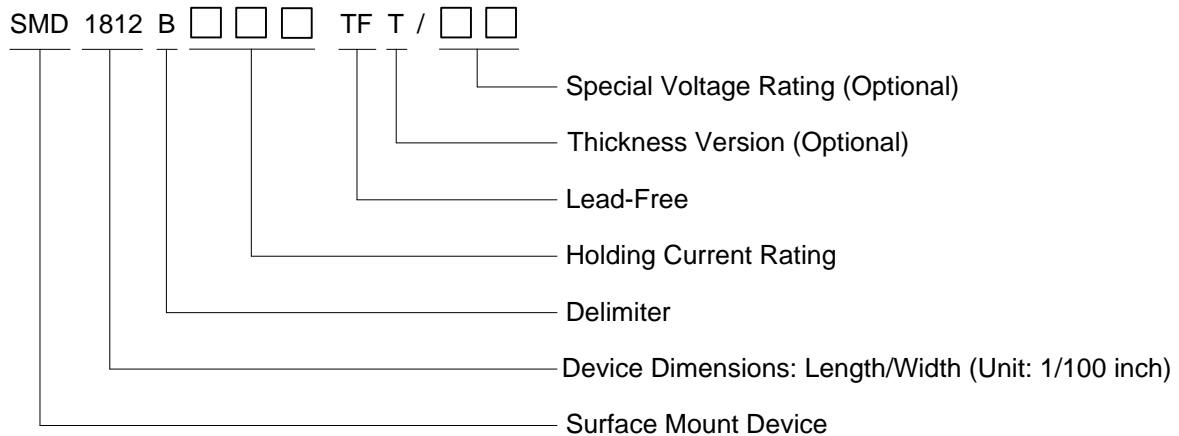 SMD 1812 B □ □ □ TF T / □ □
Special Voltage Rating (Optional)
Thickness Version (Optional)
Lead-Free
Holding Current Rating
Delimiter
Device Dimensions: Length/Width (Unit: 1/100 inch)
Surface Mount Device